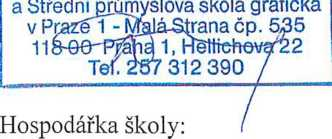 a Střední průmyslová škola grafická
v Praze 1 - Malá Strana čp. 535
118 00 Praha 1, Hellichova 22
Tel. 257 312 390
Hospodářka školy: